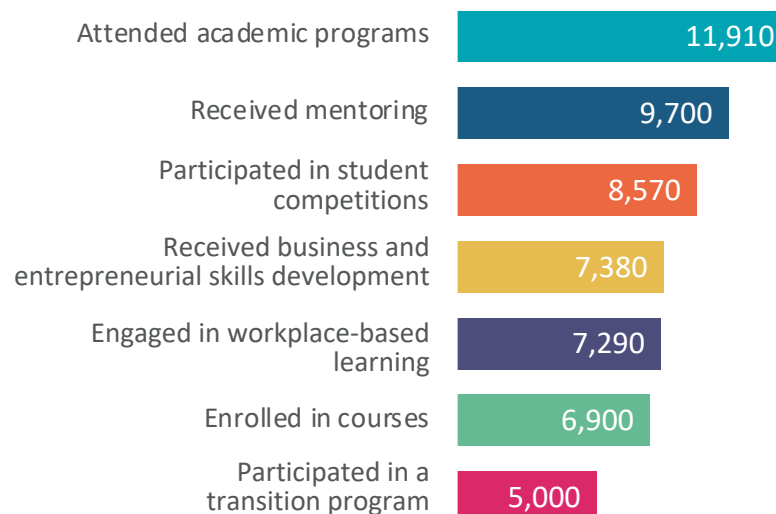 Attended academic programs
11,910
Received mentoring
9,700
Participated in student
competitions
8,570
Received business and
entrepreneurial skills development
7,380
Engaged in workplace-based
learning
7,290
Enrolled in courses
6,900
Participated in a
transition program
5,000